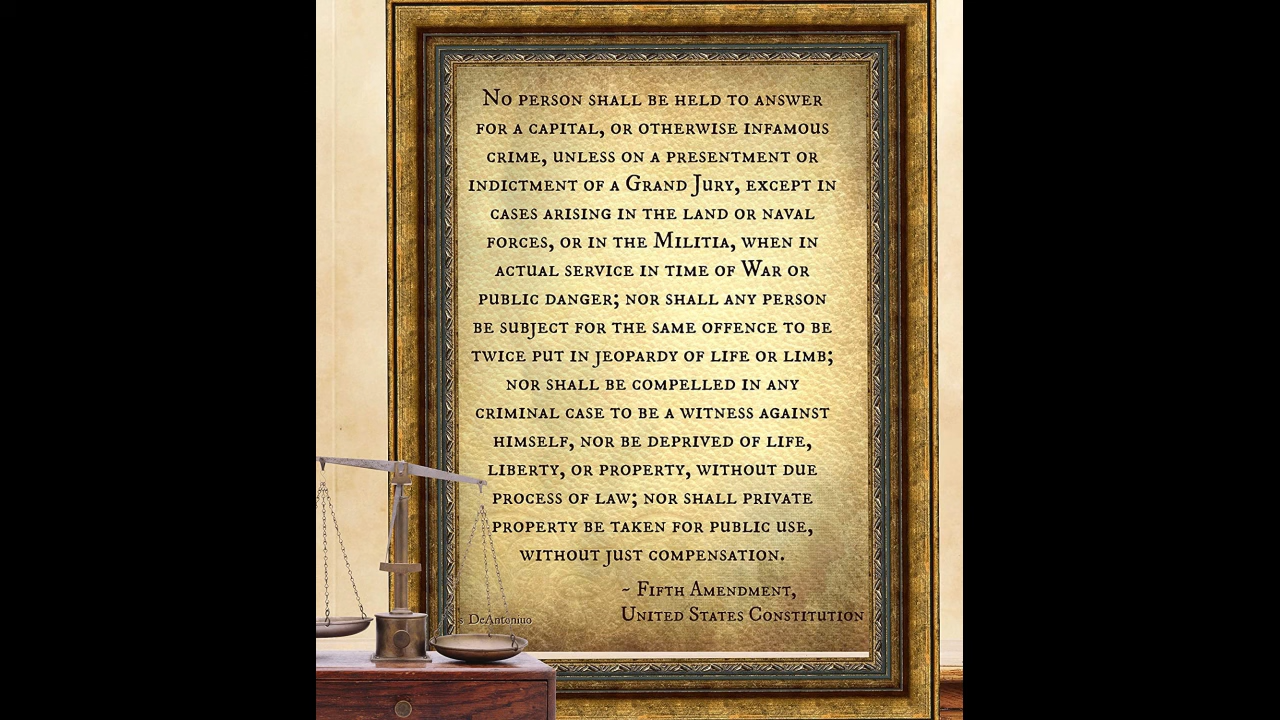 No person shall be held to answer
for a capital, or otherwise infamous
crime, unless on a presentment or
indictment of a Grand Jury, except in
cases arising in the land or naval
forces, or in the Militia, when in
actual service in time of War or
public danger; nor shall any person
be subject for the same offence to be
twice put in jeopardy of life or limb;
nor shall be compelled in any
criminal case to be a witness against
himself, nor be deprived of life,
liberty, or property, without due
process of law; nor shall private
property be taken for public use,
without just compensation.
~ Fifth Amendment,
United States Constitution
s DeAntonio